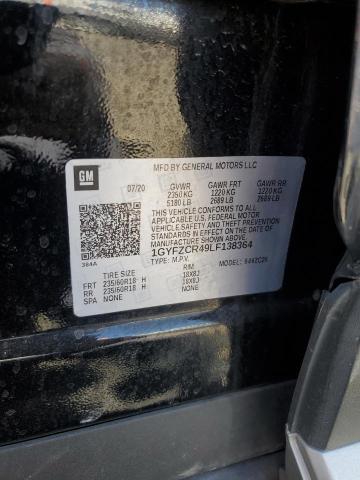 MFD BY GENERAL MOTORS LLC
GM
07/20 GVWR GAWR FRT GAWR RR
2350 KG 1220 KG 1220 KG
5180 LB 2689 LB 2689 LB
THIS VEHICLE CONFORMS TO ALL
APPLICABLE U.S. FEDERAL MOTOR
VEHICLE SAFETY, BUMPER, AND THEFT
PREVENTION STANDARDS IN EFFECT ON
THE DATE OF MANUFACTURE SHOWN ABOVE.
384A
1GYFZCR49LF138364
TYPE: M.P.V. MODEL:
TIRE SIZE RIM
FRT 235/60R18 H 18X8J
RR 235/60R18 H 18X8J
SPA NONE NONE